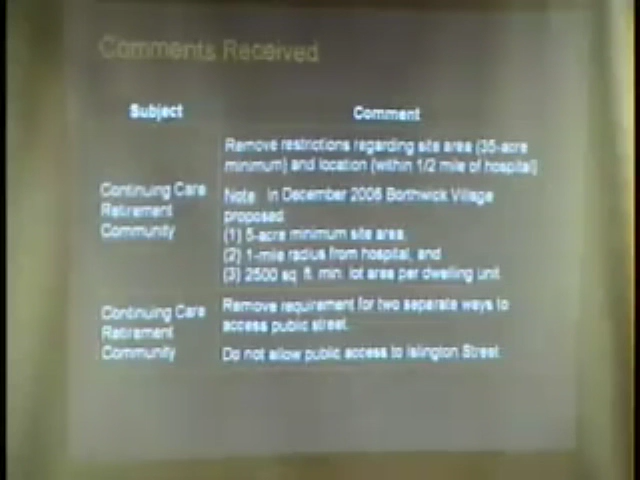 Comments Received
Subject
Comment
Remove restrictions regarding site area (35-acre
minimum) and location (within 1/2 mile of hospital)
Continuing Care
Retirement
Community
Note: In December 2006 Borthwick Village
proposed
(1) 5-acre minimum site area,
(2) 1-mile radius from hospital, and
(3) 2500 sq. ft. min. lot area per dwelling unit
Continuing Care
Retirement
Community
Remove requirement for two separate ways to
access public street.
Do not allow public access to Islington Street